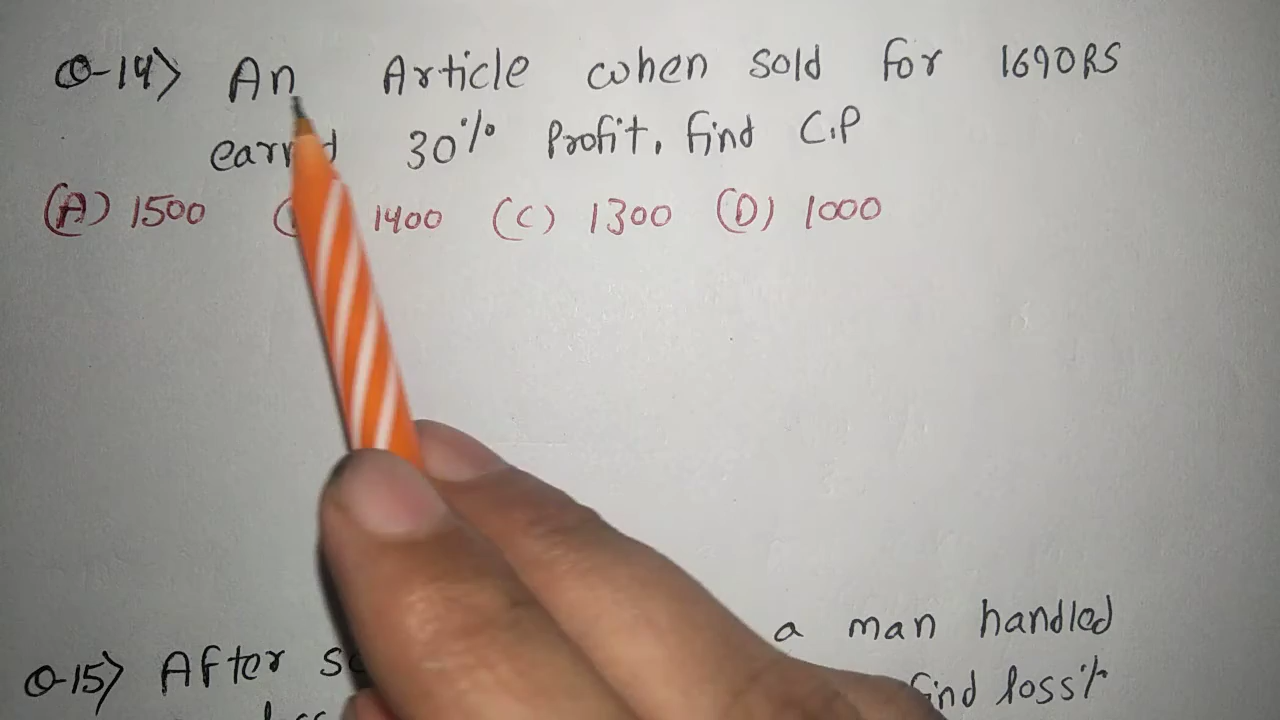 Q-14> An Article when sold for 1690RS
30% Profit. find C.P
(A) 1500 1400 (C) 1300 (D) 1000
Q-15> After a man handled
find loss%